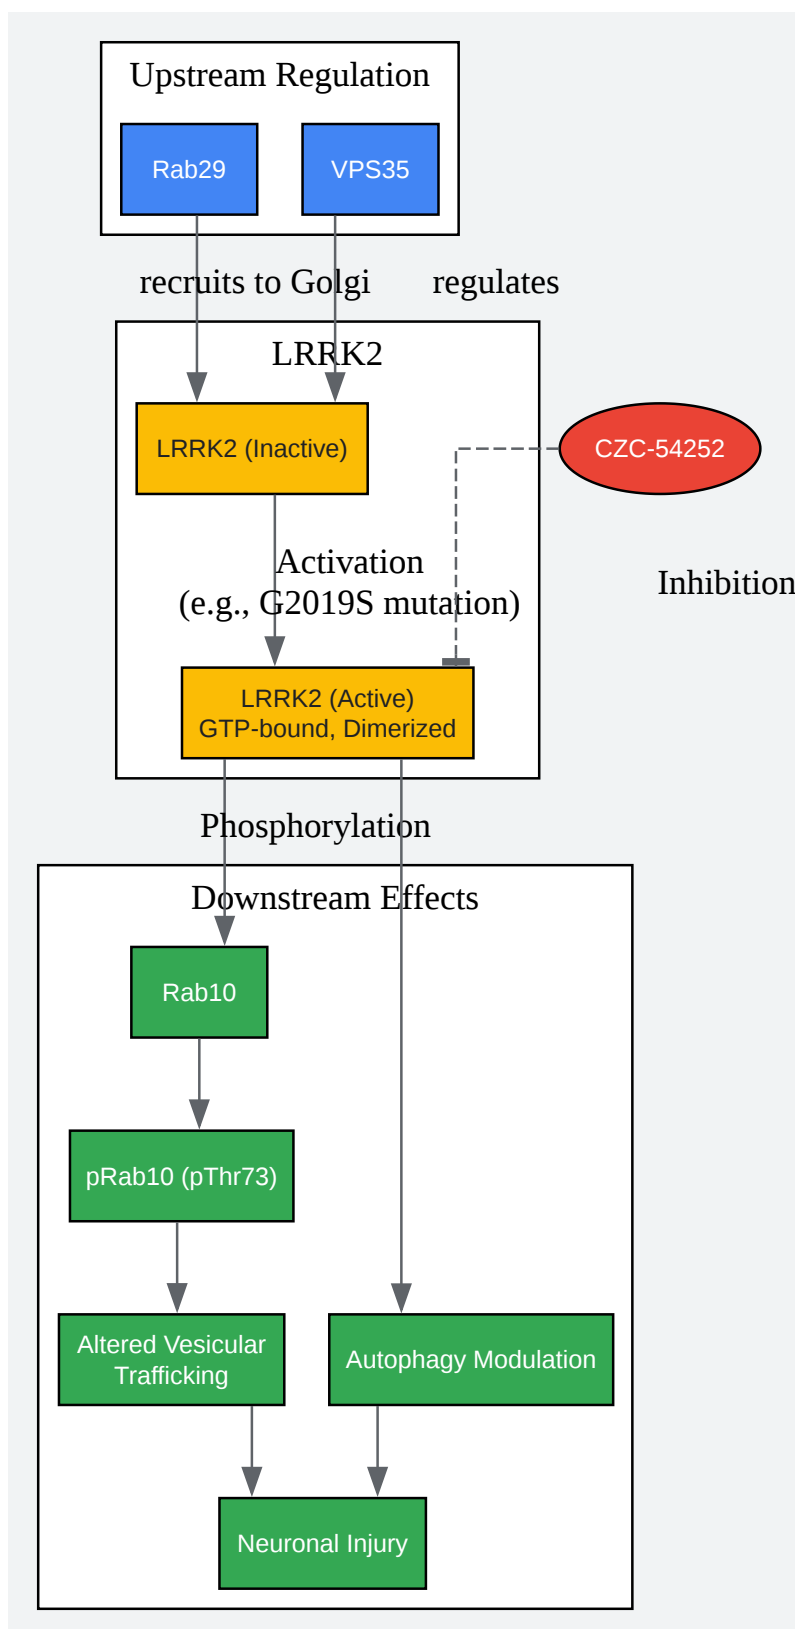 Upstream Regulation
Rab29
VPS35
recruits to Golgi
regulates
LRRK2
LRRK2 (Inactive)
CZC-54252
Activation
(e.g., G2019S mutation)
Inhibition
LRRK2 (Active)
GTP-bound, Dimerized
Phosphorylation
Downstream Effects
Rab10
pRab10 (pThr73)
Altered Vesicular
Trafficking
Autophagy Modulation
Neuronal Injury